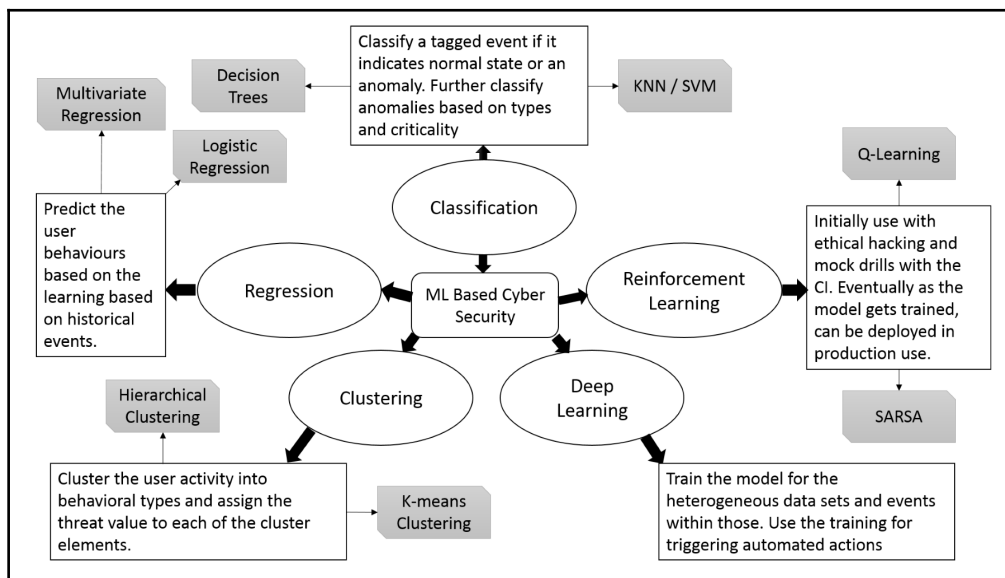 Classify a tagged event if it
indicates normal state or an
anomaly. Further classify
anomalies based on types
and criticality
Decision
Trees
KNN / SVM
Multivariate
Regression
Logistic
Regression
Q-Learning
Classification
Predict the
user
behaviours
based on the
learning based
on historical
events.
Regression
ML Based Cyber
Security
Reinforcement
Learning
Initially use with
ethical hacking and
mock drills with the
CI. Eventually as the
model gets trained,
can be deployed in
production use.
Clustering
Deep
Learning
Hierarchical
Clustering
SARSA
Cluster the user activity into
behavioral types and assign the
threat value to each of the cluster
elements.
K-means
Clustering
Train the model for the
heterogeneous data sets and events
within those. Use the training for
triggering automated actions